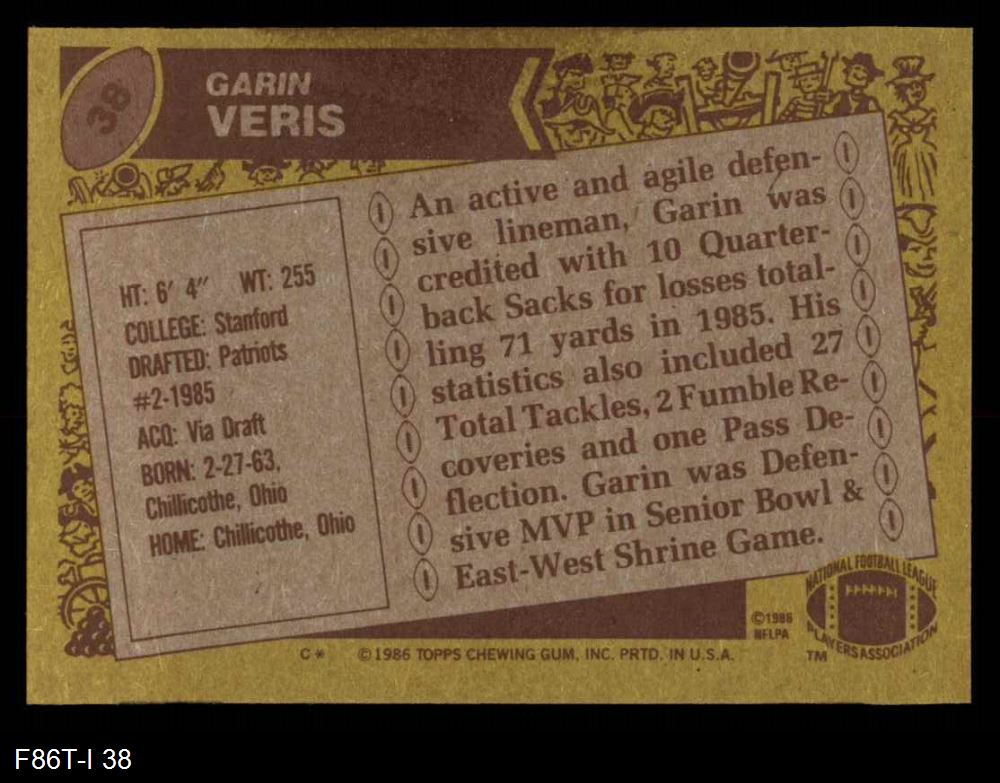 38
GARIN
VERIS
HT: 6' 4" WT: 255
COLLEGE: Stanford
DRAFTED: Patriots
#2-1985
ACQ: Via Draft
BORN: 2-27-63,
Chillicothe, Ohio
HOME: Chillicothe, Ohio
An active and agile defen-
sive lineman, Garin was
credited with 10 Quarter-
back Sacks for losses total-
ling 71 yards in 1985. His
statistics also included 27
Total Tackles, 2 Fumble Re-
coveries and one Pass De-
flection. Garin was Defen-
sive MVP in Senior Bowl &
East-West Shrine Game.
©1986
NFLPA
NATIONAL FOOTBALL LEAGUE
PLAYERS ASSOCIATION
TM
C* ©1986 TOPPS CHEWING GUM, INC. PRTD. IN U.S.A.
F86T-I 38